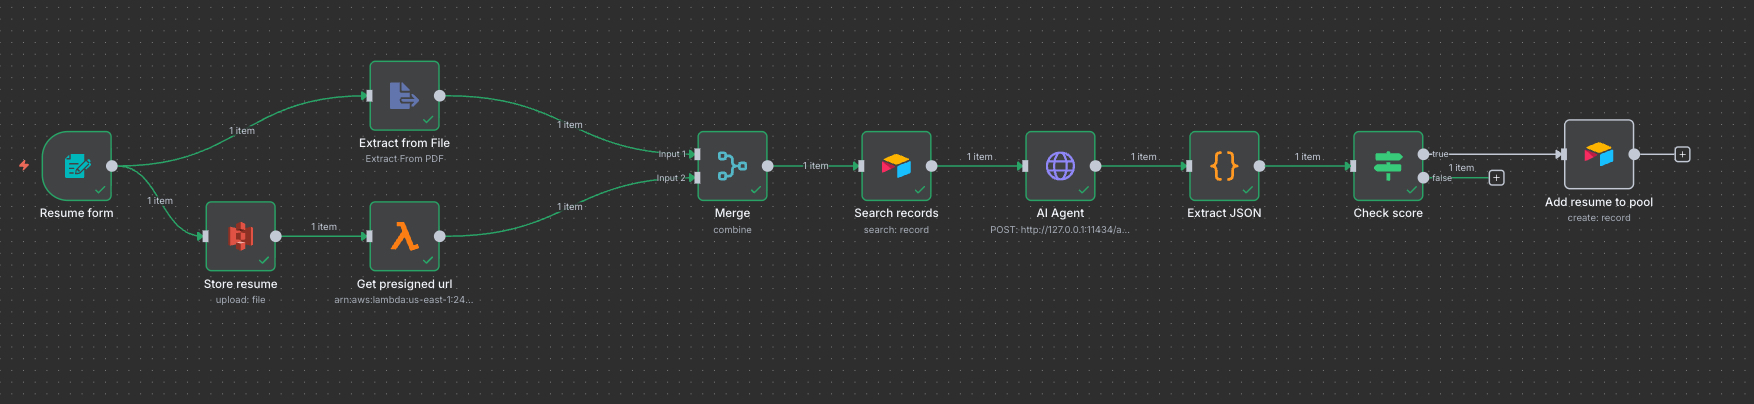 Resume form
1 item
1 item
Extract from File
Extract From PDF
Store resume
upload: file
1 item
Get presigned url
arn:aws:lambda:us-east-1:24...
1 item
1 item
Input 1
Input 2
Merge
combine
1 item
Search records
search: record
1 item
AI Agent
POST: http://127.0.0.1:11434/a...
1 item
{}
Extract JSON
1 item
Check score
true
false
1 item
Add resume to pool
create: record